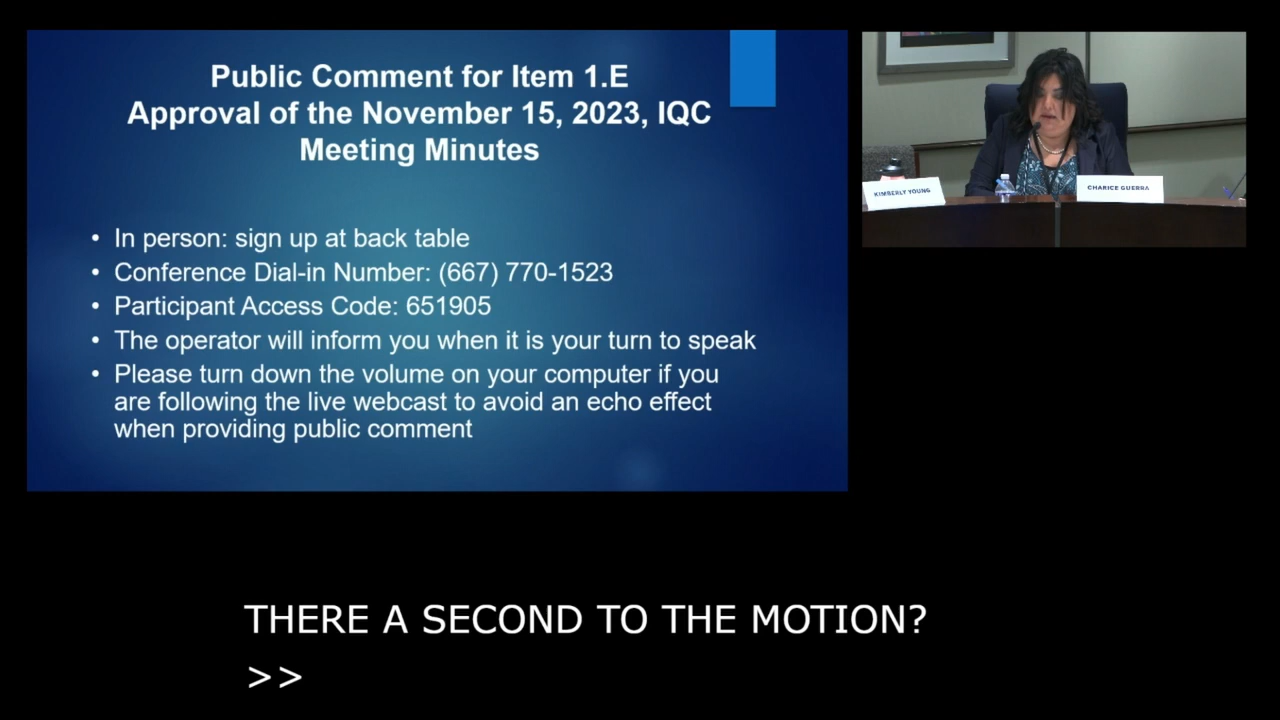 Public Comment for Item 1.E
Approval of the November 15, 2023, IQC
Meeting Minutes
• In person: sign up at back table
• Conference Dial-in Number: (667) 770-1523
• Participant Access Code: 651905
• The operator will inform you when it is your turn to speak
• Please turn down the volume on your computer if you
are following the live webcast to avoid an echo effect
when providing public comment
KIMBERLY YOUNG
CHARICE GUERRA
THERE A SECOND TO THE MOTION?
>>